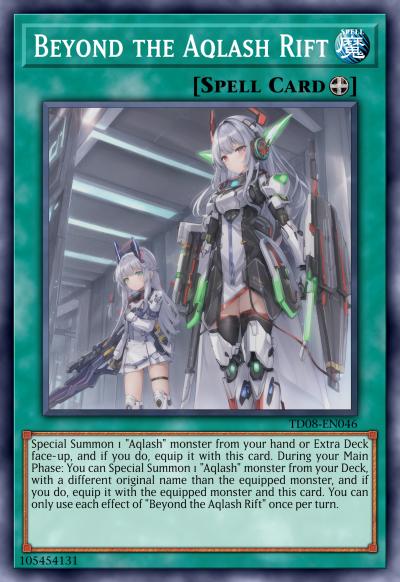 Beyond the Aqlash Rift
SPELL
魔
[Spell Card]
TD08-EN046
Special Summon 1 "Aqlash" monster from your hand or Extra Deck
face-up, and if you do, equip it with this card. During your Main
Phase: You can Special Summon 1 "Aqlash" monster from your Deck,
with a different original name than the equipped monster, and if
you do, equip it with the equipped monster and this card. You can
only use each effect of "Beyond the Aqlash Rift" once per turn.
105454131